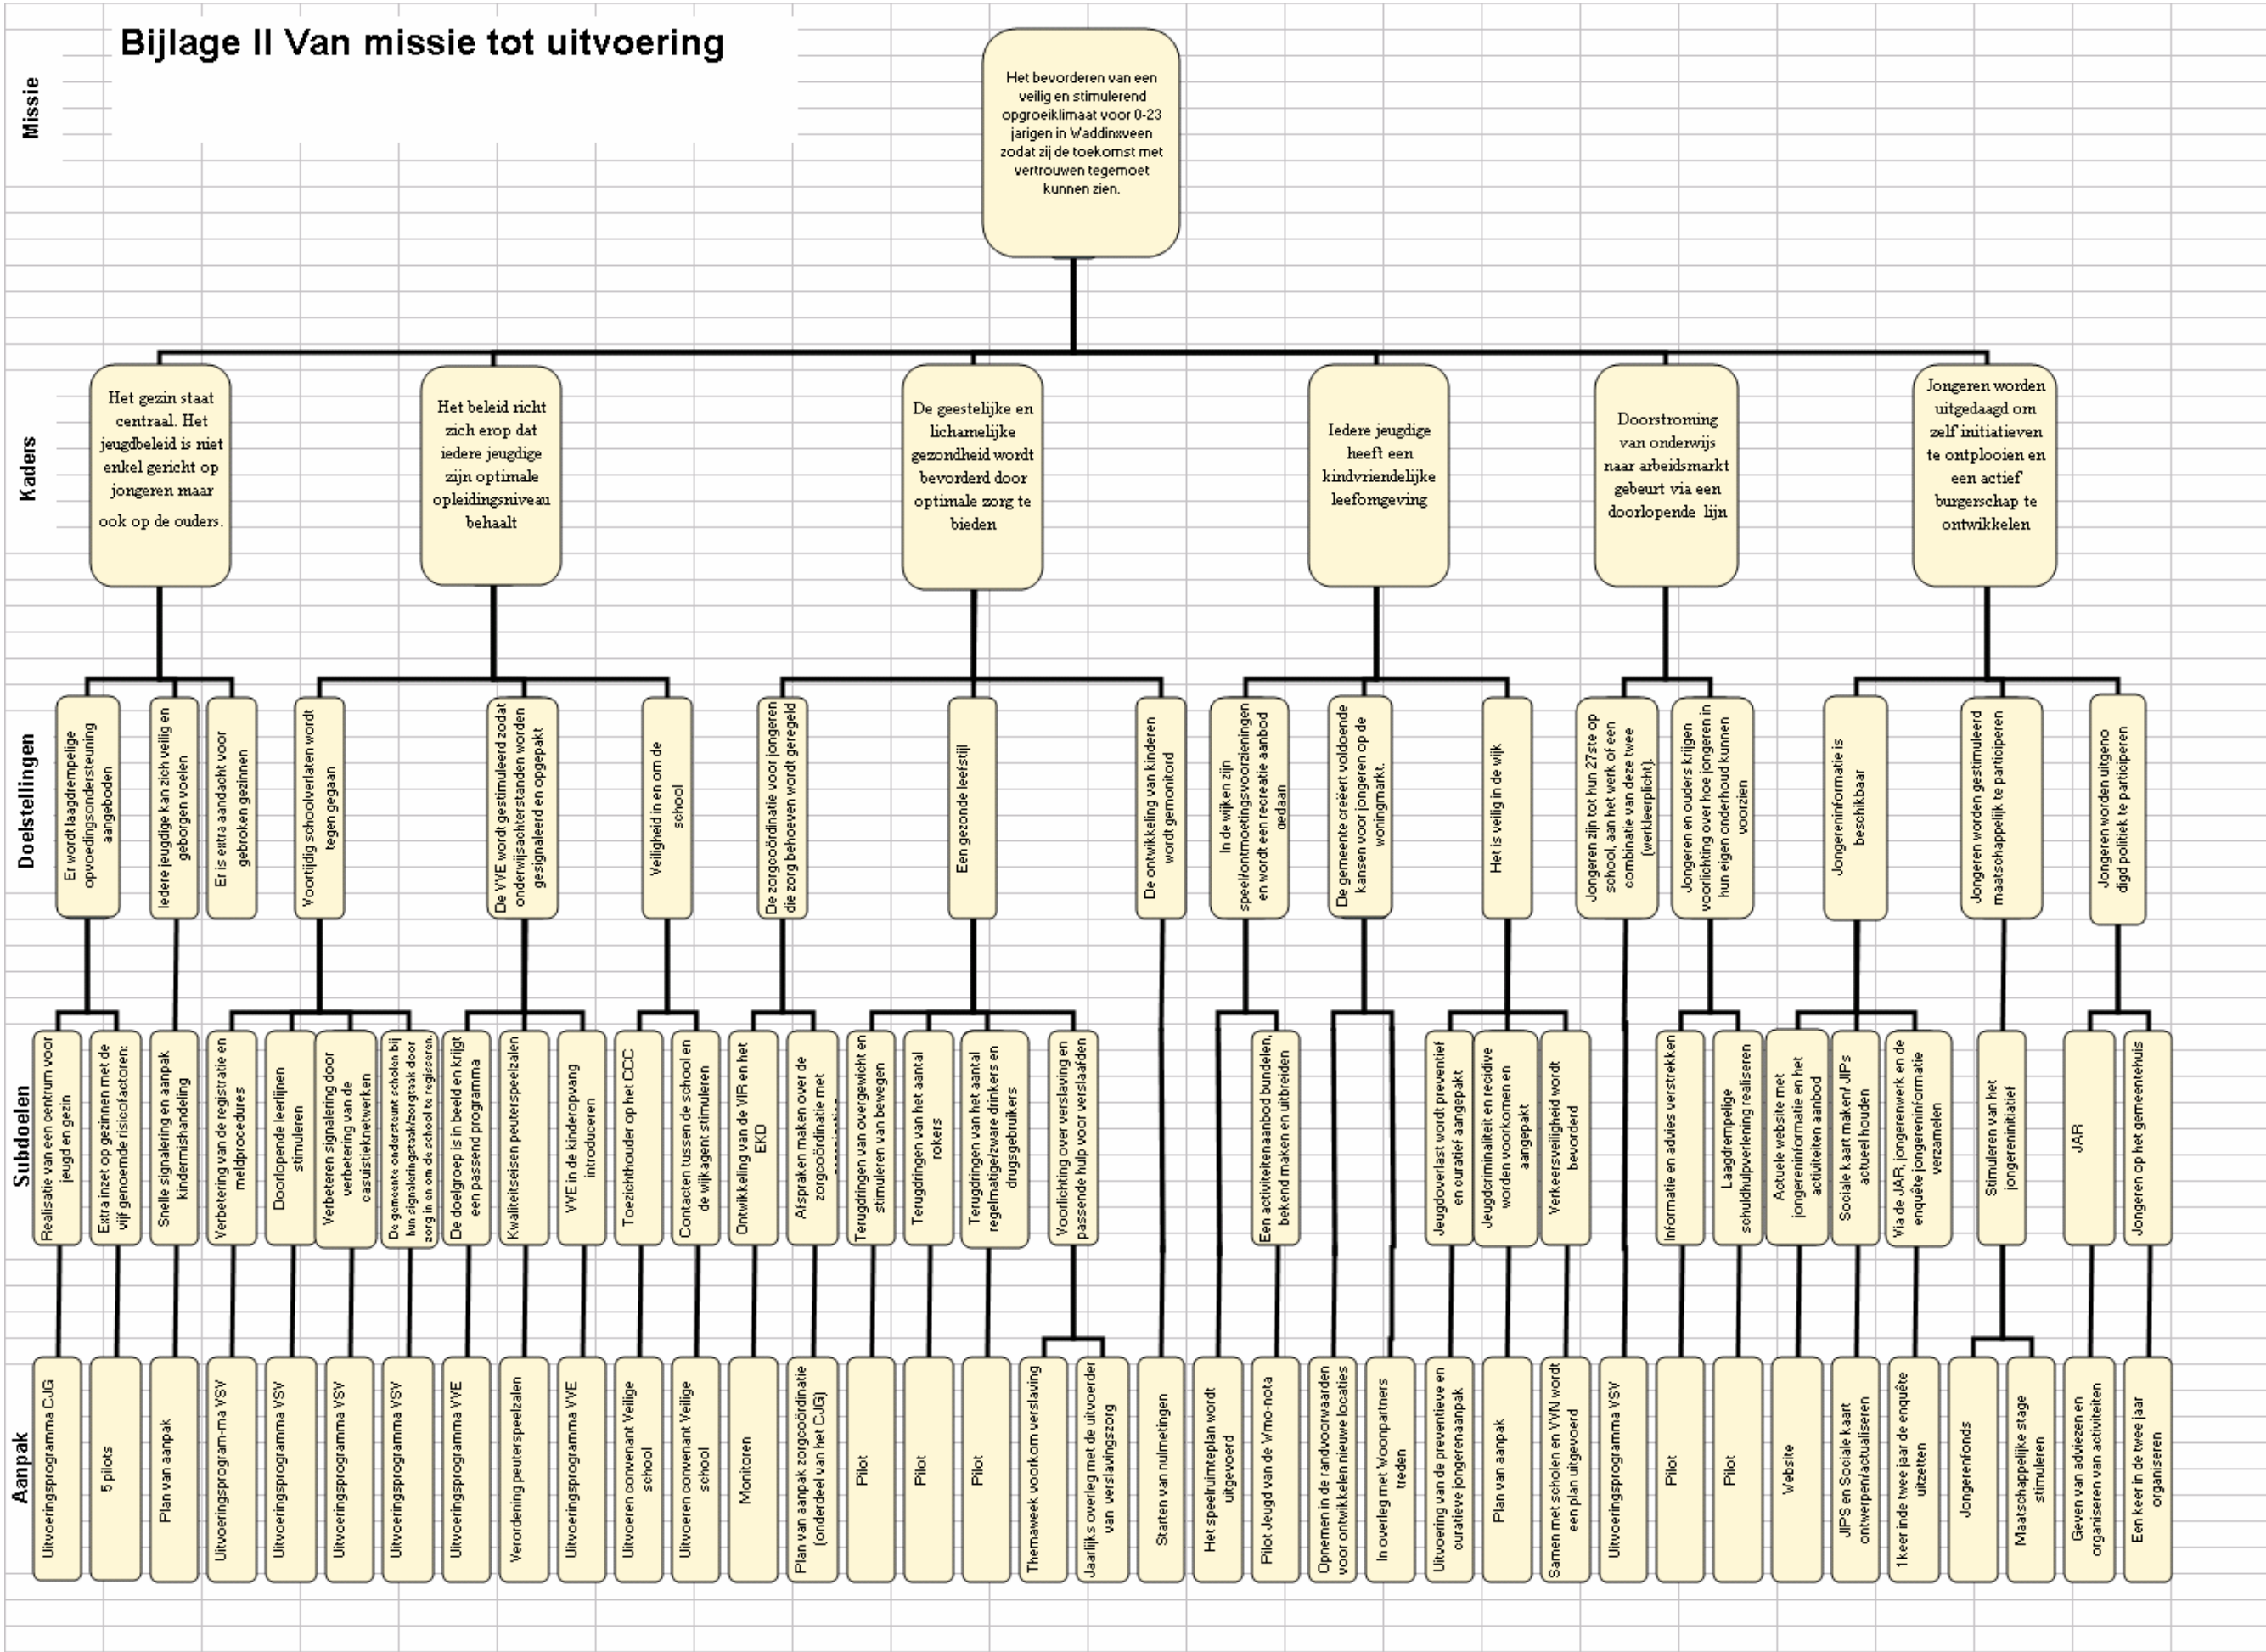 Bijlage II Van missie tot uitvoering
Missie
Het bevorderen van een
veilig en stimulerend
opgroeiklimaat voor 0-23
jarigen in Waddinxveen
zodat zij de toekomst met
vertrouwen tegemoet
kunnen zien.
Kaders
Het gezin staat
centraal. Het
jeugdbeleid is niet
enkel gericht op
jongeren maar
ook op de ouders.
Het beleid richt
zich erop dat
iedere jeugdige
zijn optimale
opleidingsniveau
behaalt
De geestelijke en
lichamelijke
gezondheid wordt
bevorderd door
optimale zorg te
bieden
Iedere jeugdige
heeft een
kindvriendelijke
leefomgeving
Doorstroming
van onderwijs
naar arbeidsmarkt
gebeurt via een
doorlopende lijn
Jongeren worden
uitgedaagd om
zelf initiatieven
te ontplooien en
een actief
burgerschap te
ontwikkelen
Doelstellingen
Er wordt laagdrempelige
opvoedingsondersteuning
aangeboden
Iedere jeugdige kan zich veilig en
geborgen voelen
Er is extra aandacht voor
gebroken gezinnen
Voortijdig schoolverlaten wordt
tegen gegaan
De VVE wordt gestimuleerd zodat
onderwijsachterstanden worden
gesignaleerd en opgepakt
Veiligheid in en om de
school
De zorgcoördinatie voor jongeren
die zorg behoeven wordt geregeld
Een gezonde leefstijl
De ontwikkeling van kinderen
wordt gemonitord
In de wijken zijn
speel/ontmoetingsvoorzieningen
en wordt een recreatie aanbod
gedaan
De gemeente creëert voldoende
kansen voor jongeren op de
woningmarkt.
Het is veilig in de wijk
Jongeren zijn tot hun 27ste op
school, aan het werk of een
combinatie van deze twee
(werkleerplicht).
Jongeren en ouders krijgen
voorlichting over hoe jongeren in
hun eigen onderhoud kunnen
voorzien
Jongereninformatie is
beschikbaar
Jongeren worden gestimuleerd
maatschappelijk te participeren
Jongeren worden uitgeno
digd politiek te participeren
Subdoelen
Realisatie van een centrum voor
jeugd en gezin
Extra inzet op gezinnen met de
vijf genoemde risicofactoren:
Snelle signalering en aanpak
kindermishandeling
Verbetering van de registratie en
meldprocedures
Doorlopende leerlijnen
stimuleren
Verbeteren signalering door
verbetering van de
casuistieknetwerken
De gemeente ondersteunt scholen bij
hun signaleringstaak/zorgtaak door
zorg in en om de school te regisseren.
De doelgroep is in beeld en krijgt
een passend programma
Kwaliteitseisen peuterspeelzalen
VVE in de kinderopvang
introduceren
Toezichthouder op het CCC
Contacten tussen de school en
de wijkagent stimuleren
Ontwikkeling van de VIR en het
EKD
Afspraken maken over de
zorgcoördinatie met
Terugdringen van overgewicht en
stimuleren van bewegen
Terugdringen van het aantal
rokers
Terugdringen van het aantal
regelmatige/zware drinkers en
drugsgebruikers
Voorlichting over verslaving en
passende hulp voor verslaafden
Een activiteitenaanbod bundelen,
bekend maken en uitbreiden
Jeugdoverlast wordt preventief
en curatief aangepakt
Jeugdcriminaliteit en recidive
worden voorkomen en
aangepakt
Verkeersveiligheid wordt
bevorderd
Informatie en advies verstrekken
Laagdrempelige
schuldhulpverlening realiseren
Actuele website met
jongereninformatie en het
activiteiten aanbod
Sociale kaart maken/ JIPs
actueel houden
Via de JAR, jongerenwerk en de
enquête jongereninformatie
verzamelen
Stimuleren van het
jongereninitiatief
JAR
Jongeren op het gemeentehuis
Aanpak
Uitvoeringsprogramma CJG
5 pilots
Plan van aanpak
Uitvoeringsprogram-ma VSV
Uitvoeringsprogramma VSV
Uitvoeringsprogramma VSV
Uitvoeringsprogramma VSV
Uitvoeringsprogramma VVE
Verordening peuterspeelzalen
Uitvoeringsprogramma VVE
Uitvoeren convenant Veilige
school
Uitvoeren convenant Veilige
school
Monitoren
Plan van aanpak zorgcoördinatie
(onderdeel van het CJG)
Pilot
Pilot
Pilot
Themaweek voorkom verslaving
Jaarlijks overleg met de uitvoerder
van verslavingszorg
Starten van nulmetingen
Het speelruimteplan wordt
uitgevoerd
Pilot Jeugd van de Wmo-nota
Opnemen in de randvoorwaarden
voor ontwikkelen nieuwe locaties
In overleg met Woonpartners
treden
Uitvoering van de preventieve en
curatieve jongerenaanpak
Plan van aanpak
Samen met scholen en VVN wordt
een plan uitgevoerd
Uitvoeringsprogramma VSV
Pilot
Pilot
Website
JIPS en Sociale kaart
ontwerpen/actualiseren
1 keer inde twee jaar de enquête
uitzetten
Jongerenfonds
Maatschappelijke stage
stimuleren
Geven van adviezen en
organiseren van activiteiten
Een keer in de twee jaar
organiseren